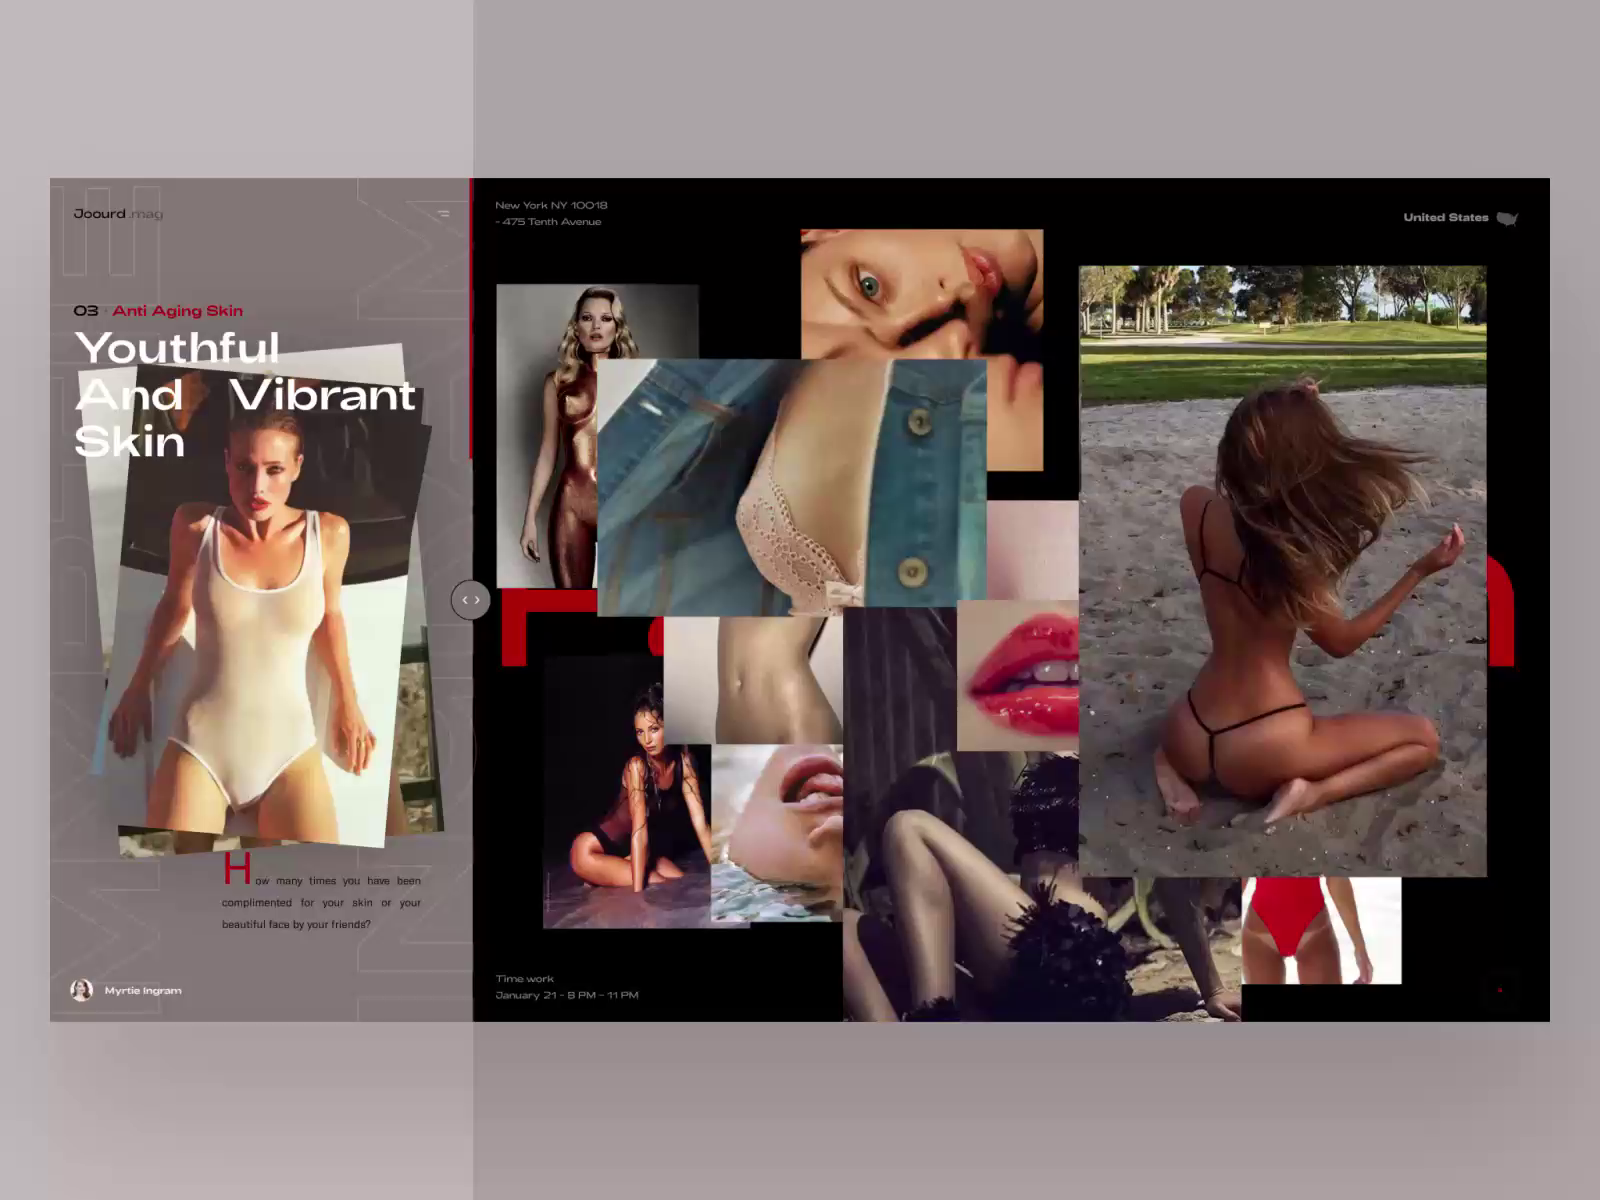 Joourd .mag
03 · Anti Aging Skin
Youthful
And Vibrant
Skin
How many times you have been
complimented for your skin or your
beautiful face by your friends?
Myrtie Ingram
New York NY 10018
- 475 Tenth Avenue
United States
Time work
January 21 - 8 PM - 11 PM